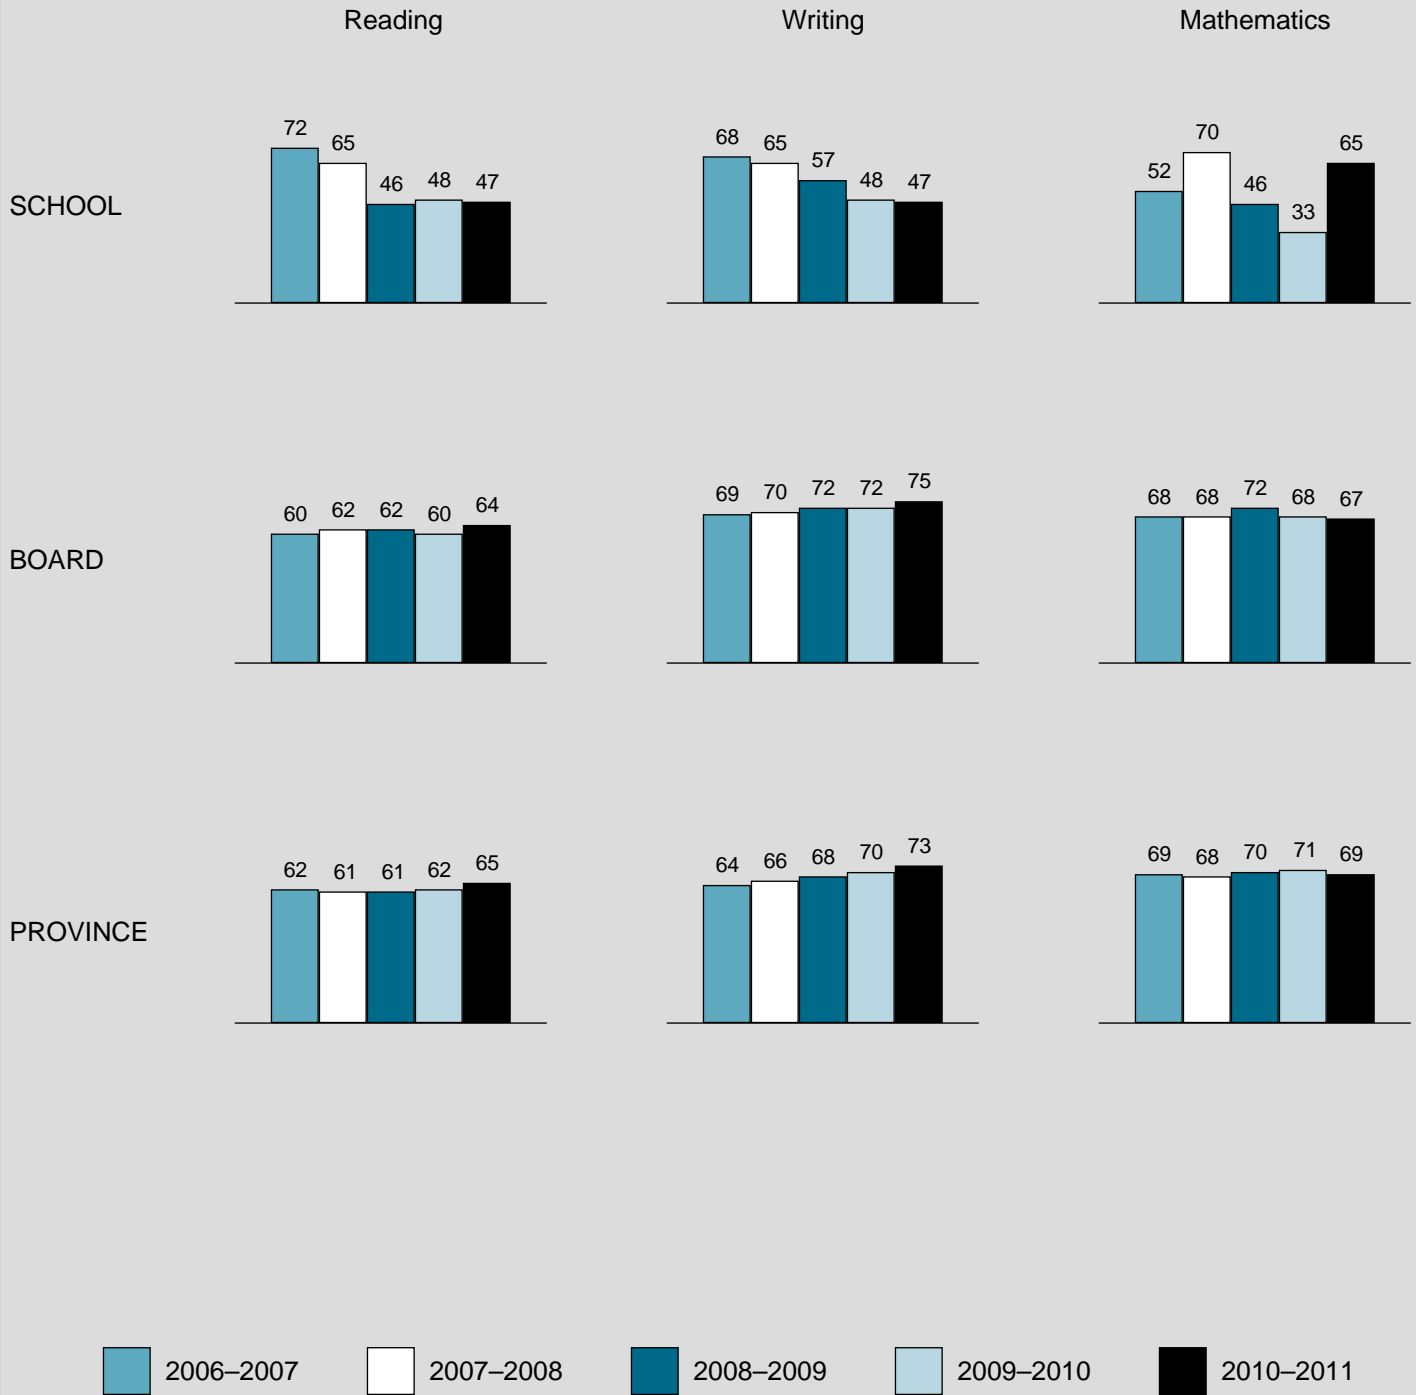 Reading Writing Mathematics
SCHOOL
72 65 46 48 47
68 65 57 48 47
52 70 46 33 65
BOARD
60 62 62 60 64
69 70 72 72 75
68 68 72 68 67
PROVINCE
62 61 61 62 65
64 66 68 70 73
69 68 70 71 69
2006–2007 2007–2008 2008–2009 2009–2010 2010–2011